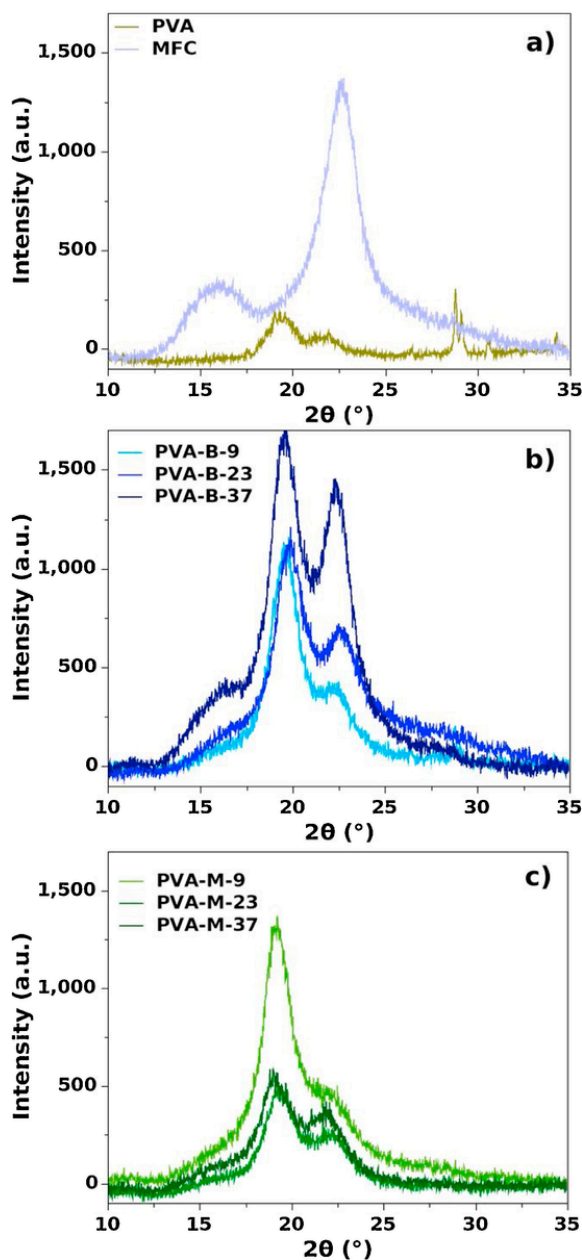 a)
PVA
MFC
1,500
1,000
500
0
Intensity (a.u.)
10 15 20 25 30 35
2θ (°)
b)
PVA-B-9
PVA-B-23
PVA-B-37
1,500
1,000
500
0
Intensity (a.u.)
10 15 20 25 30 35
2θ (°)
c)
PVA-M-9
PVA-M-23
PVA-M-37
1,500
1,000
500
0
Intensity (a.u.)
10 15 20 25 30 35
2θ (°)